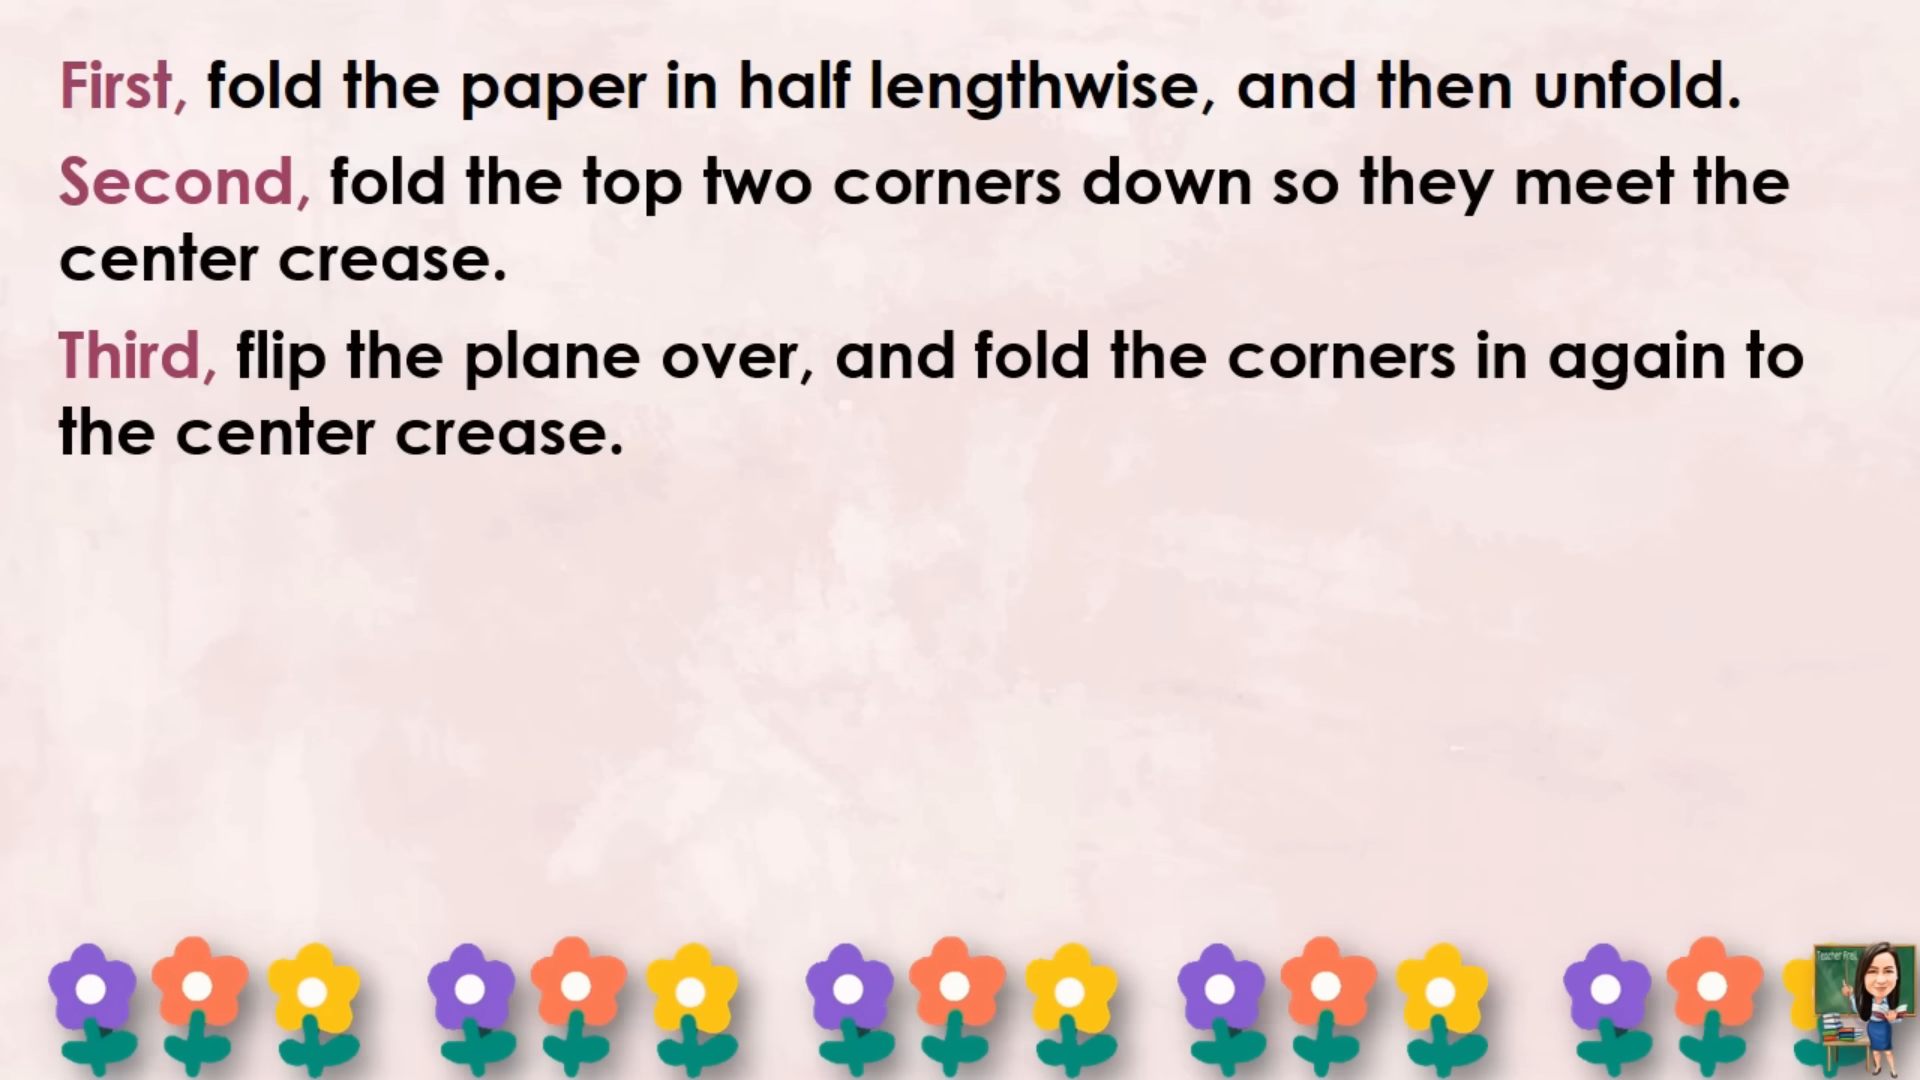 First, fold the paper in half lengthwise, and then unfold.
Second, fold the top two corners down so they meet the
center crease.
Third, flip the plane over, and fold the corners in again to
the center crease.